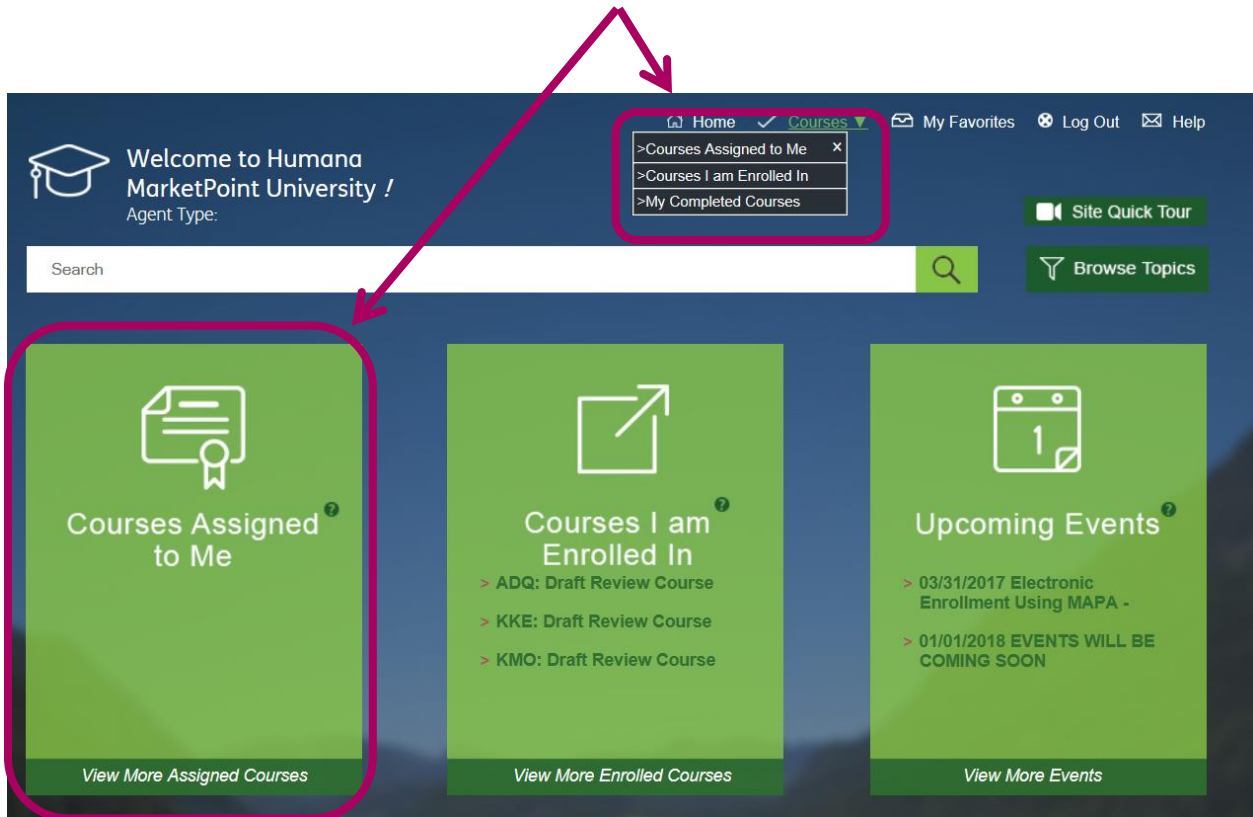 Home Courses ▼ My Favorites Log Out Help
>Courses Assigned to Me ×
>Courses I am Enrolled In
>My Completed Courses
Welcome to Humana
MarketPoint University !
Agent Type:
Site Quick Tour
Search
Browse Topics
Courses Assigned ?
to Me
View More Assigned Courses
Courses I am ?
Enrolled In
> ADQ: Draft Review Course
> KKE: Draft Review Course
> KMO: Draft Review Course
View More Enrolled Courses
1
Upcoming Events ?
> 03/31/2017 Electronic
Enrollment Using MAPA -
> 01/01/2018 EVENTS WILL BE
COMING SOON
View More Events